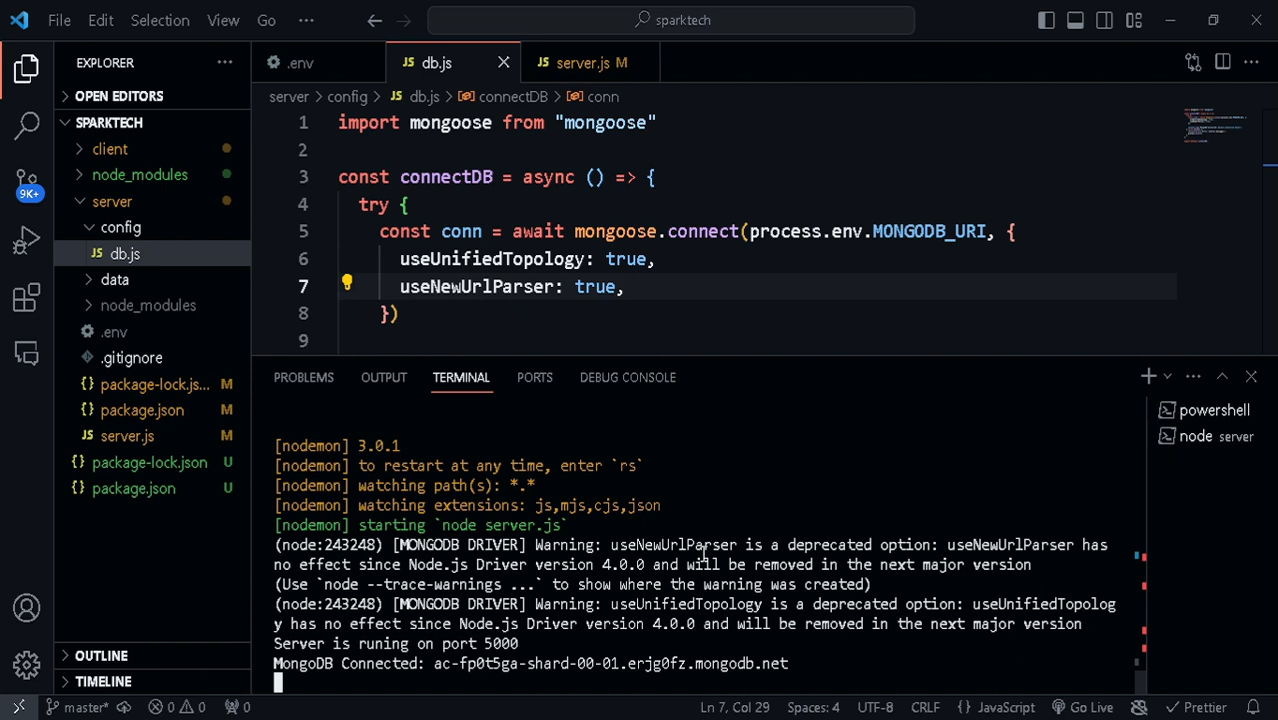 File Edit Selection View Go ··· sparktech
EXPLORER ···
OPEN EDITORS
SPARKTECH
client
node_modules
server
config
JS db.js
data
node_modules
.env
.gitignore
{} package-lock.js... M
{} package.json M
JS server.js M
{} package-lock.json U
{} package.json U
OUTLINE
TIMELINE
9K+
.env
JS db.js
JS server.js M
server > config > JS db.js > connectDB > conn
1 import mongoose from "mongoose"
2
3 const connectDB = async () => {
4 try {
5 const conn = await mongoose.connect(process.env.MONGODB_URI, {
6 useUnifiedTopology: true,
7 useNewUrlParser: true,
8 })
9
PROBLEMS OUTPUT TERMINAL PORTS DEBUG CONSOLE
powershell
node server
[nodemon] 3.0.1
[nodemon] to restart at any time, enter `rs`
[nodemon] watching path(s): *.*
[nodemon] watching extensions: js,mjs,cjs,json
[nodemon] starting `node server.js`
(node:243248) [MONGODB DRIVER] Warning: useNewUrlParser is a deprecated option: useNewUrlParser has
no effect since Node.js Driver version 4.0.0 and will be removed in the next major version
(Use `node --trace-warnings ...` to show where the warning was created)
(node:243248) [MONGODB DRIVER] Warning: useUnifiedTopology is a deprecated option: useUnifiedTopolog
y has no effect since Node.js Driver version 4.0.0 and will be removed in the next major version
Server is runing on port 5000
MongoDB Connected: ac-fp0t5ga-shard-00-01.erjg0fz.mongodb.net
master* 0 0 0 Ln 7, Col 29 Spaces: 4 UTF-8 CRLF {} JavaScript Go Live Prettier